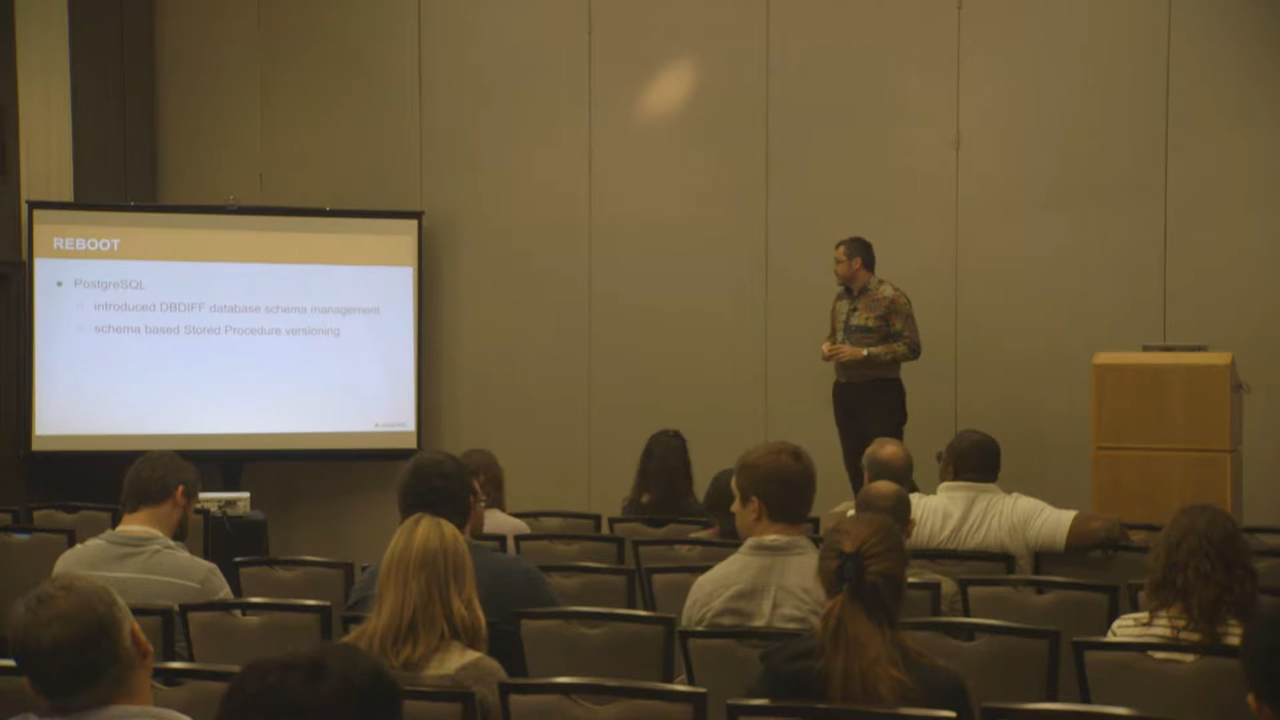 REBOOT
PostgreSQL
introduced DBDIFF database schema management
schema based Stored Procedure versioning